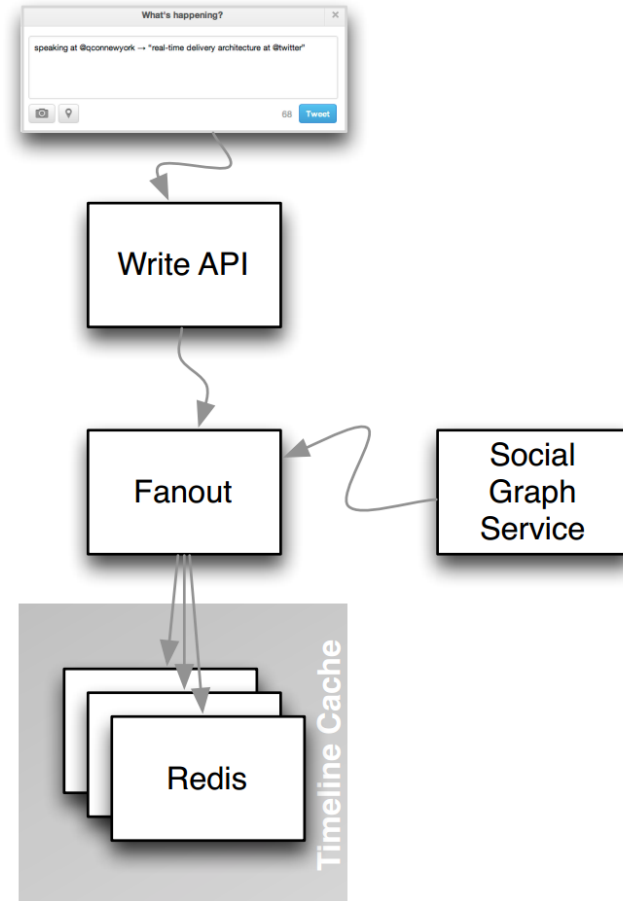 What's happening?
×
speaking at @qconnewyork → "real-time delivery architecture at @twitter"
68 Tweet
Write API
Fanout
Social
Graph
Service
Timeline Cache
Redis